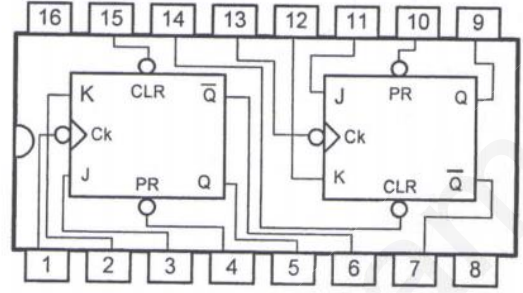 16 15 14 13 12 11 10 9
K CLR Q̅ J PR Q
Ck Ck
J PR Q K CLR Q̅
1 2 3 4 5 6 7 8